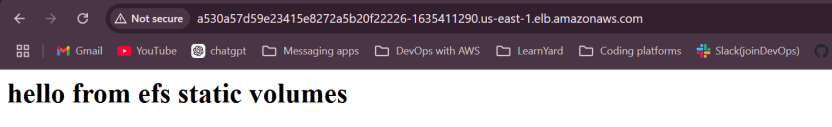 Not secure a530a57d59e23415e8272a5b20f22226-1635411290.us-east-1.elb.amazonaws.com
Gmail YouTube chatgpt Messaging apps DevOps with AWS LearnYard Coding platforms Slack(joinDevOps)
hello from efs static volumes